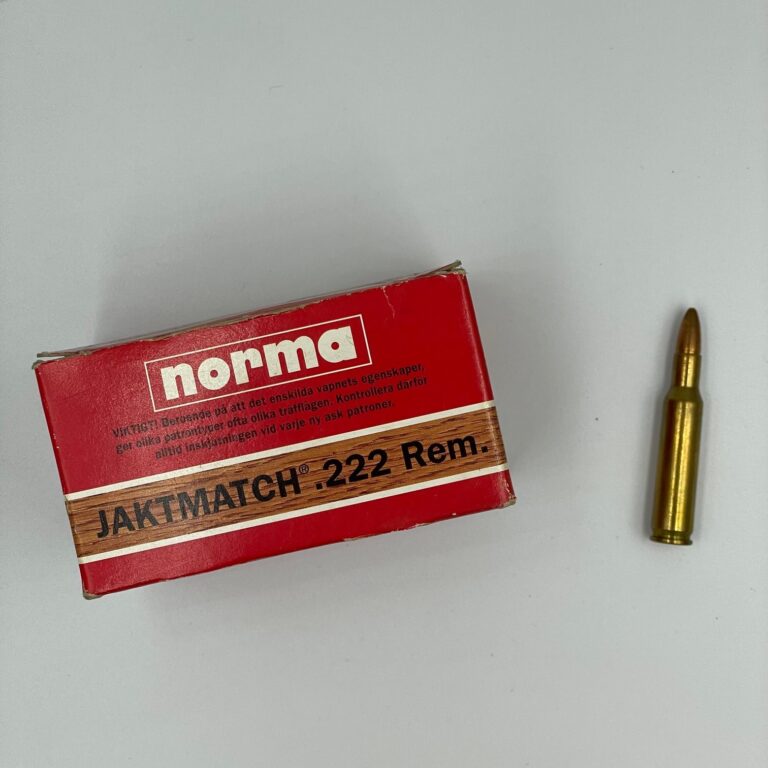 norma
VIKTIGT! Beroende på att det enskilda vapnets egenskaper,
ger olika patrontyper ofta olika träfflägen. Kontrollera därför
alltid inskjutningen vid varje ny ask patroner.
JAKTMATCH® .222 Rem.